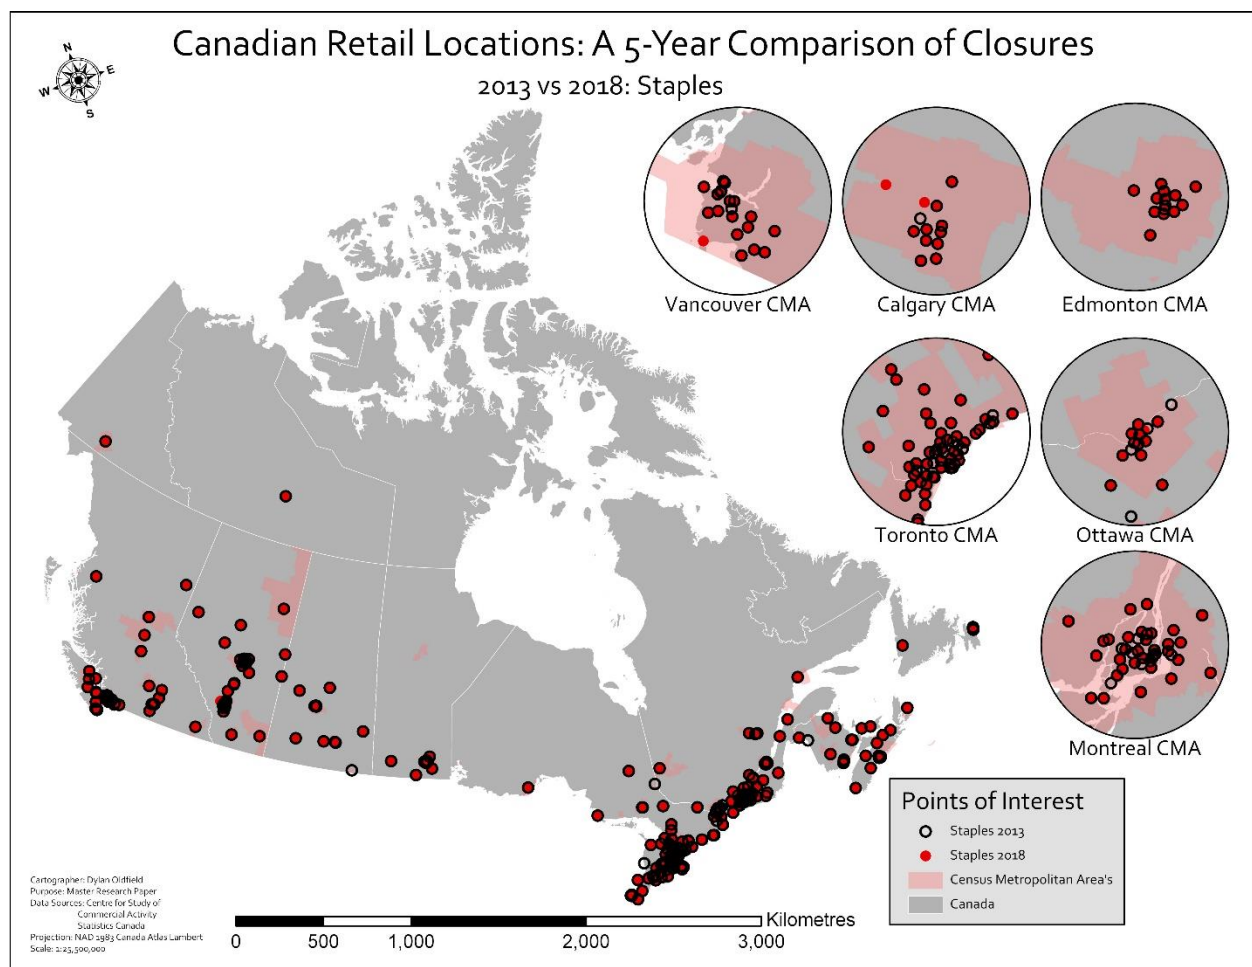 Canadian Retail Locations: A 5-Year Comparison of Closures
2013 vs 2018: Staples
N
E
W
S
Vancouver CMA
Calgary CMA
Edmonton CMA
Toronto CMA
Ottawa CMA
Montreal CMA
Points of Interest
Staples 2013
Staples 2018
Census Metropolitan Area's
Canada
Cartographer: Dylan Oldfield
Purpose: Master Research Paper
Data Sources: Centre for Study of
Commercial Activity
Statistics Canada
Projection: NAD 1983 Canada Atlas Lambert
Scale: 1:25,500,000
Kilometres
0 500 1,000 2,000 3,000